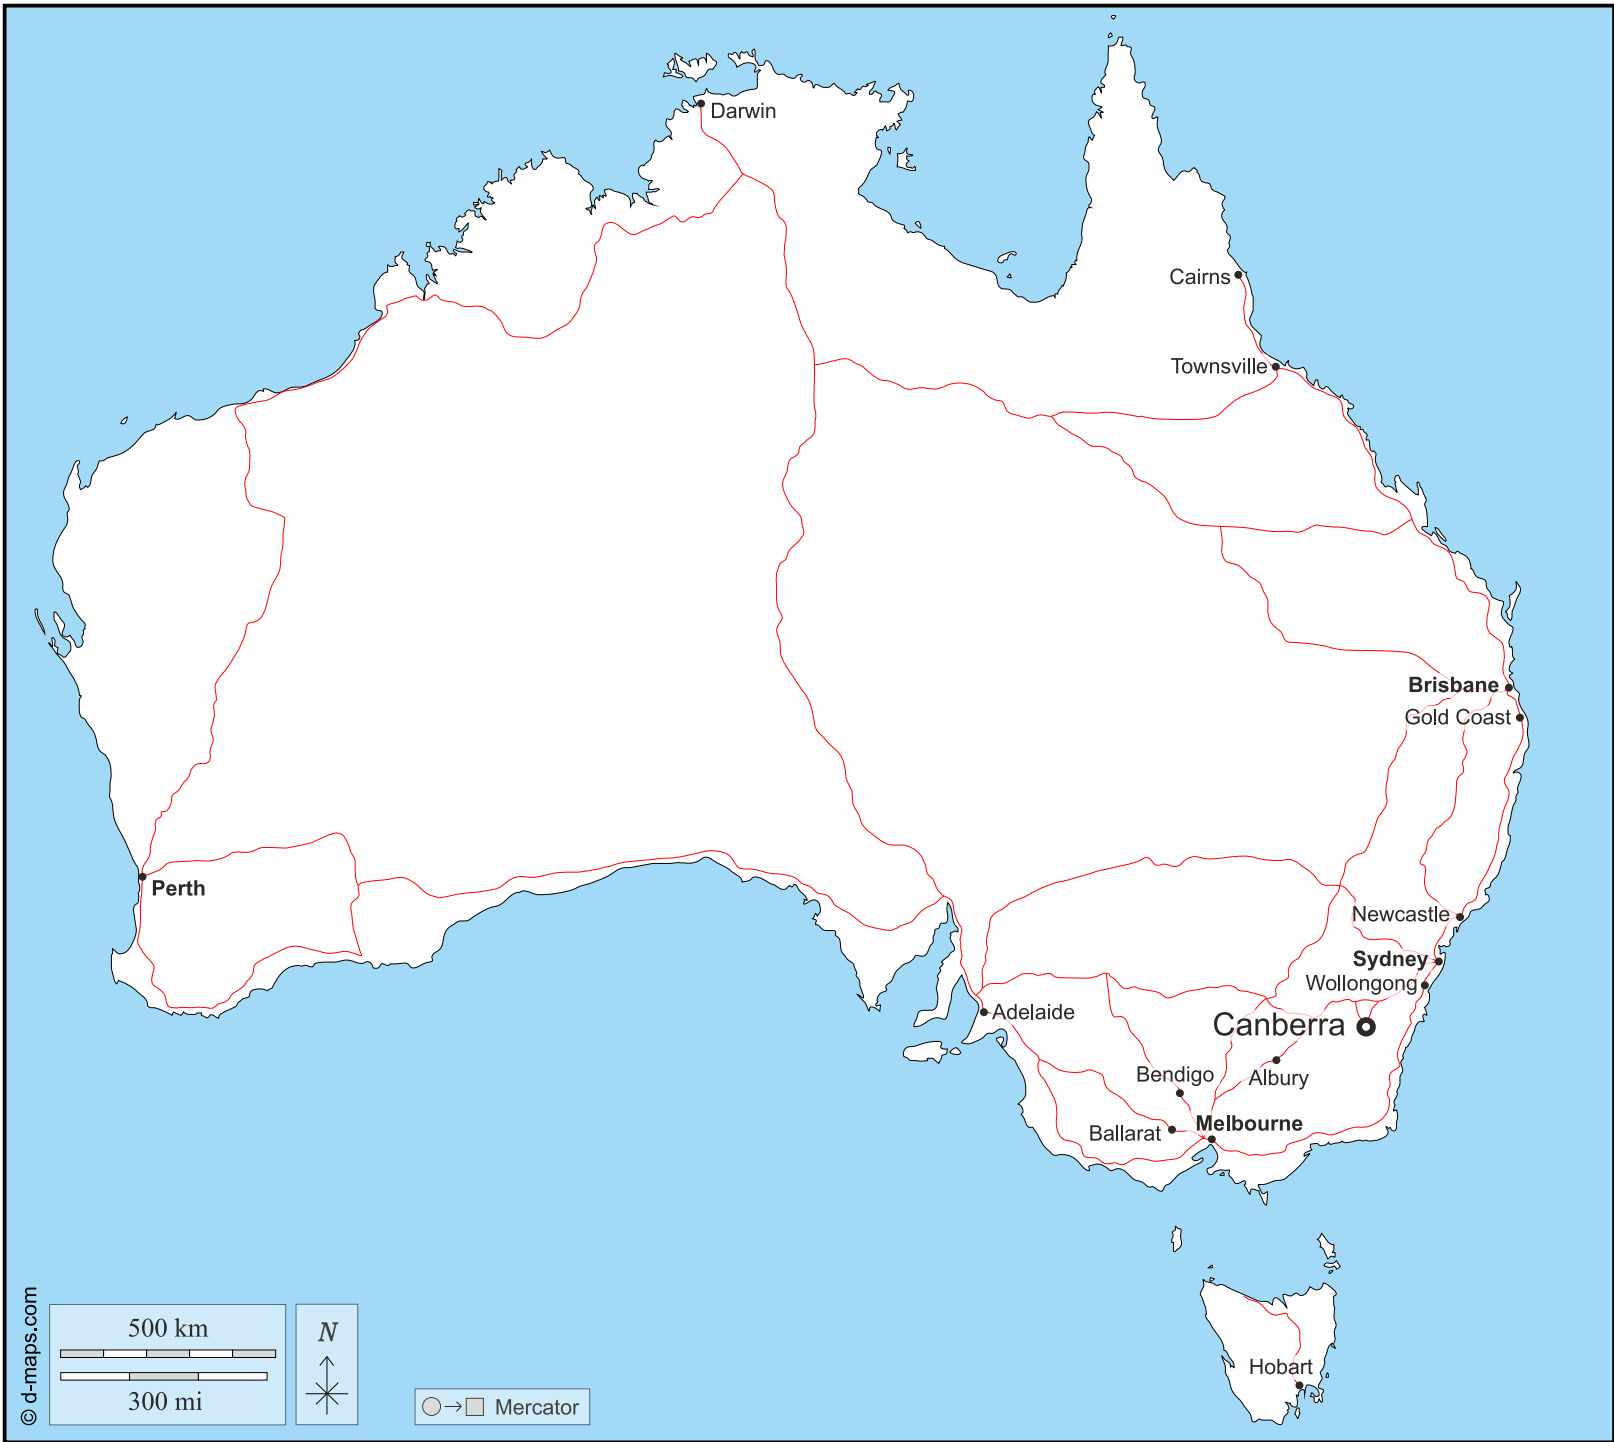 Darwin
Cairns
Townsville
Brisbane
Gold Coast
Perth
Newcastle
Sydney
Wollongong
Adelaide
Canberra
Bendigo
Albury
Melbourne
Ballarat
Hobart
© d-maps.com
500 km
300 mi
N
Mercator